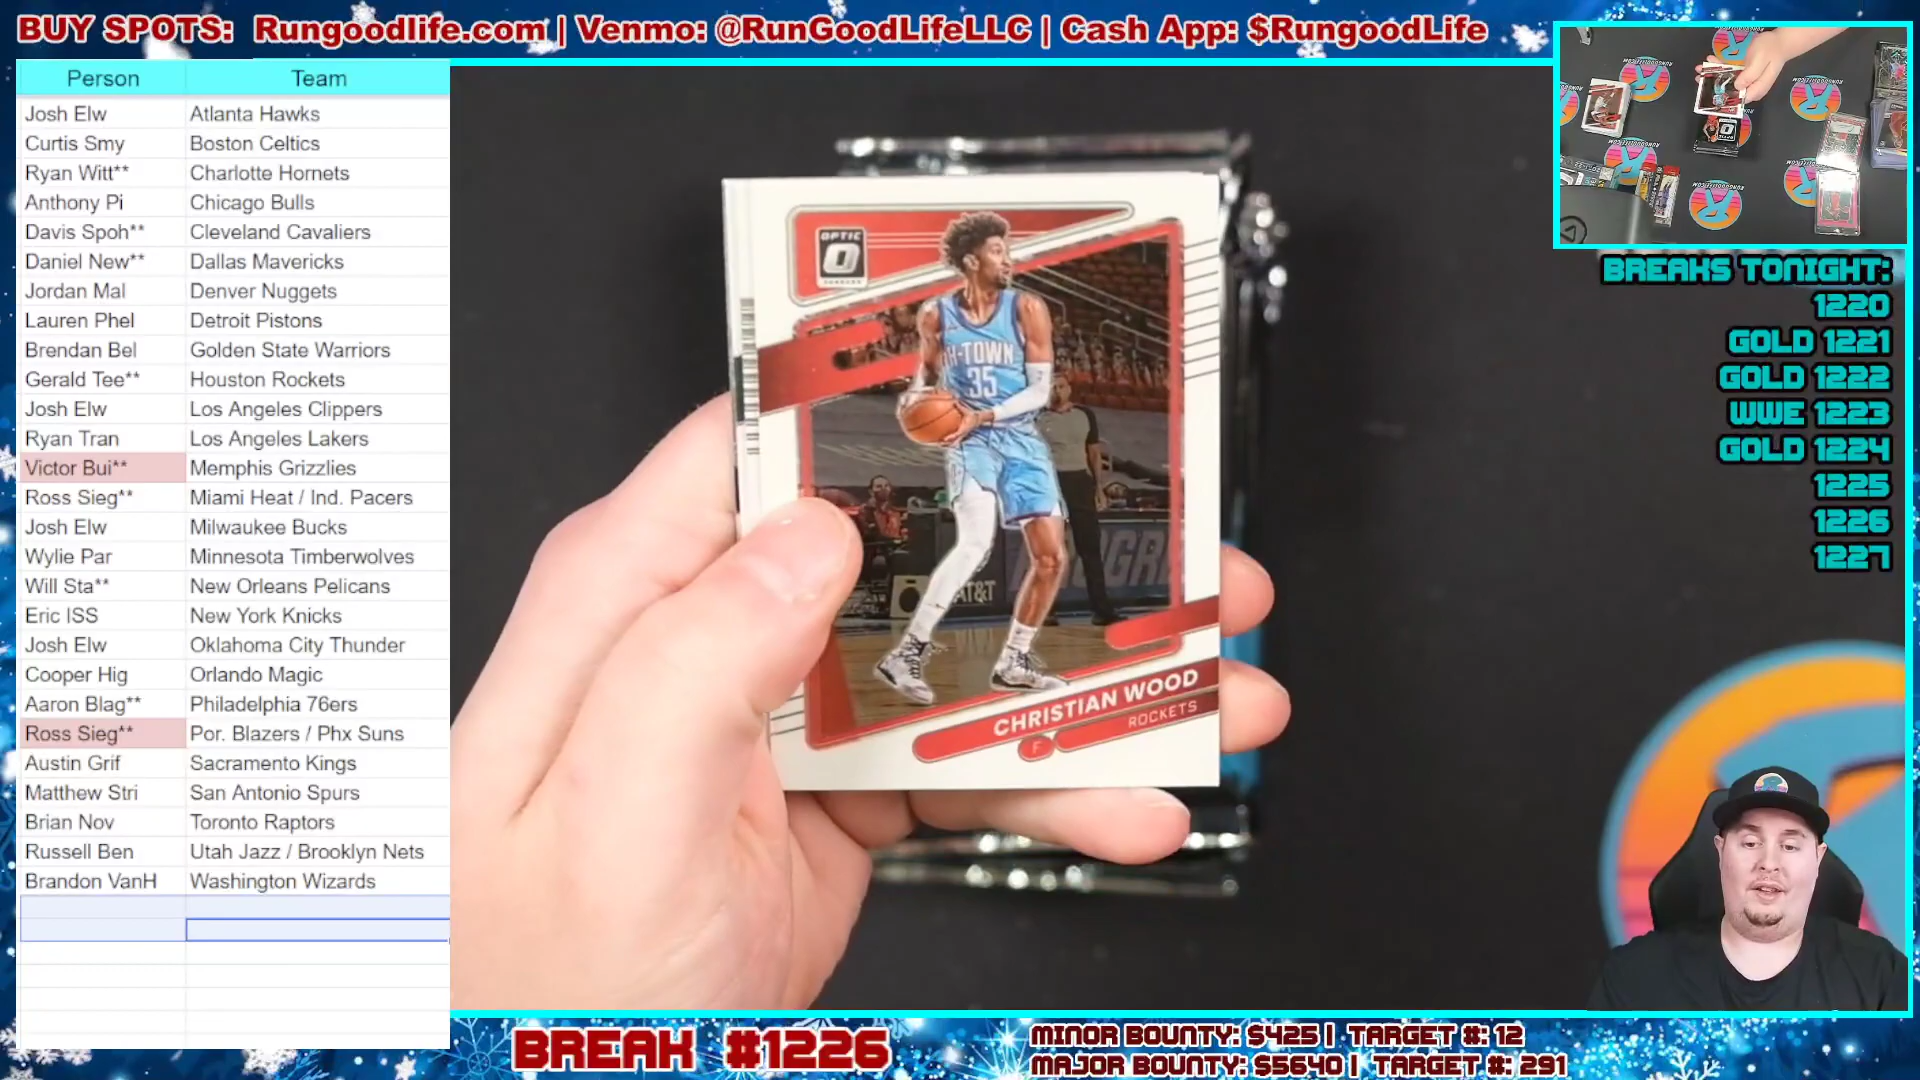 BUY SPOTS: Rungoodlife.com | Venmo: @RunGoodLifeLLC | Cash App: $RungoodLife
Person Team
Josh Elw Atlanta Hawks
Curtis Smy Boston Celtics
Ryan Witt** Charlotte Hornets
Anthony Pi Chicago Bulls
Davis Spoh** Cleveland Cavaliers
Daniel New** Dallas Mavericks
Jordan Mal Denver Nuggets
Lauren Phel Detroit Pistons
Brendan Bel Golden State Warriors
Gerald Tee** Houston Rockets
Josh Elw Los Angeles Clippers
Ryan Tran Los Angeles Lakers
Victor Bui** Memphis Grizzlies
Ross Sieg** Miami Heat / Ind. Pacers
Josh Elw Milwaukee Bucks
Wylie Par Minnesota Timberwolves
Will Sta** New Orleans Pelicans
Eric ISS New York Knicks
Josh Elw Oklahoma City Thunder
Cooper Hig Orlando Magic
Aaron Blag** Philadelphia 76ers
Ross Sieg** Por. Blazers / Phx Suns
Austin Grif Sacramento Kings
Matthew Stri San Antonio Spurs
Brian Nov Toronto Raptors
Russell Ben Utah Jazz / Brooklyn Nets
Brandon VanH Washington Wizards
OPTIC
DONRUSS
H-TOWN
35
AT&T
CHRISTIAN WOOD
ROCKETS
F
BREAKS TONIGHT:
1220
GOLD 1221
GOLD 1222
WWE 1223
GOLD 1224
1225
1226
1227
BREAK #1226
MINOR BOUNTY: $425 | TARGET #: 12
MAJOR BOUNTY: $5640 | TARGET #: 291